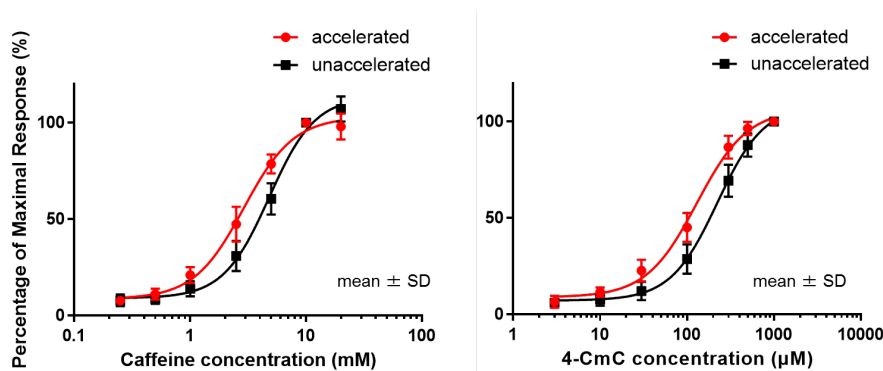 Percentage of Maximal Response (%)
accelerated
unaccelerated
100
50
0
mean ± SD
0.1
1
10
100
Caffeine concentration (mM)
accelerated
unaccelerated
100
50
0
mean ± SD
1
10
100
1000
10000
4-CmC concentration (μM)